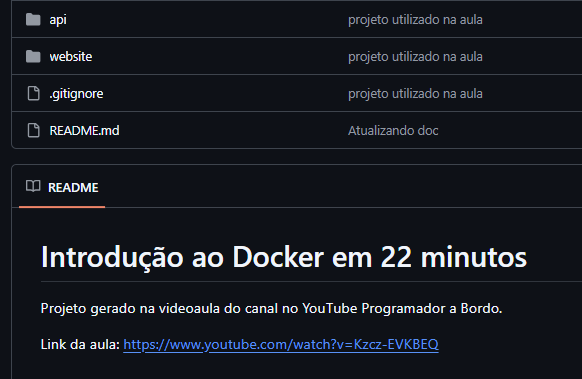 api projeto utilizado na aula
website projeto utilizado na aula
.gitignore projeto utilizado na aula
README.md Atualizando doc
README
Introdução ao Docker em 22 minutos
Projeto gerado na videoaula do canal no YouTube Programador a Bordo.
Link da aula: https://www.youtube.com/watch?v=Kzcz-EVKBEQ